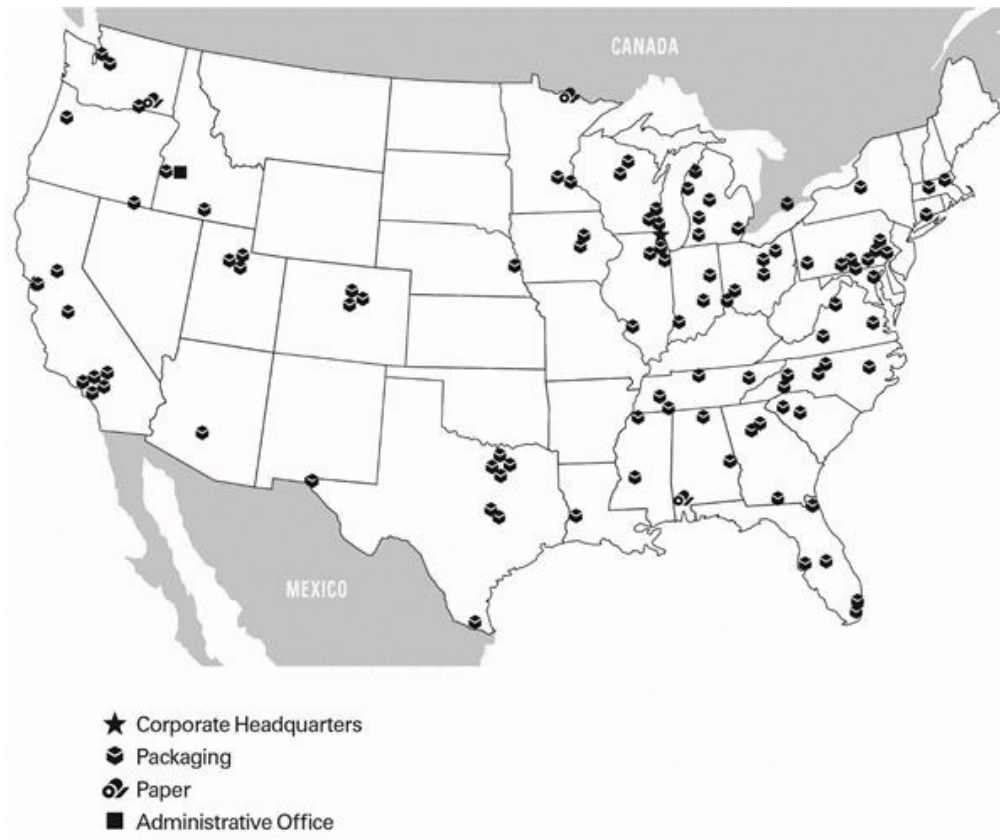 CANADA
MEXICO
Corporate Headquarters
Packaging
Paper
Administrative Office